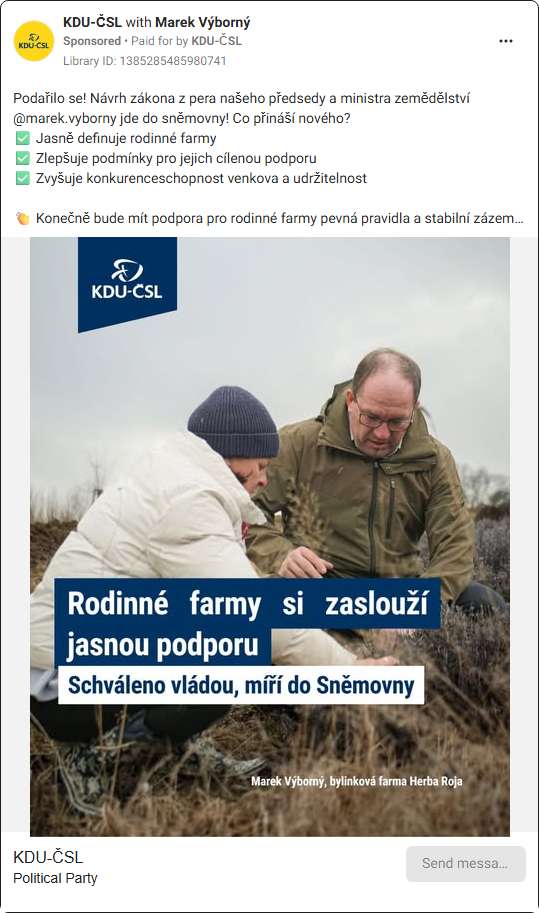 KDU-ČSL with Marek Výborný
Sponsored • Paid for by KDU-ČSL
Library ID: 1385285485980741
KDU-ČSL
Podařilo se! Návrh zákona z pera našeho předsedy a ministra zemědělství
@marek.vyborny jde do sněmovny! Co přináší nového?
✅ Jasně definuje rodinné farmy
✅ Zlepšuje podmínky pro jejich cílenou podporu
✅ Zvyšuje konkurenceschopnost venkova a udržitelnost
👏 Konečně bude mít podpora pro rodinné farmy pevná pravidla a stabilní zázem...
KDU-ČSL
Rodinné farmy si zaslouží
jasnou podporu
Schváleno vládou, míří do Sněmovny
Marek Výborný, bylinková farma Herba Roja
KDU-ČSL
Political Party
Send messa...